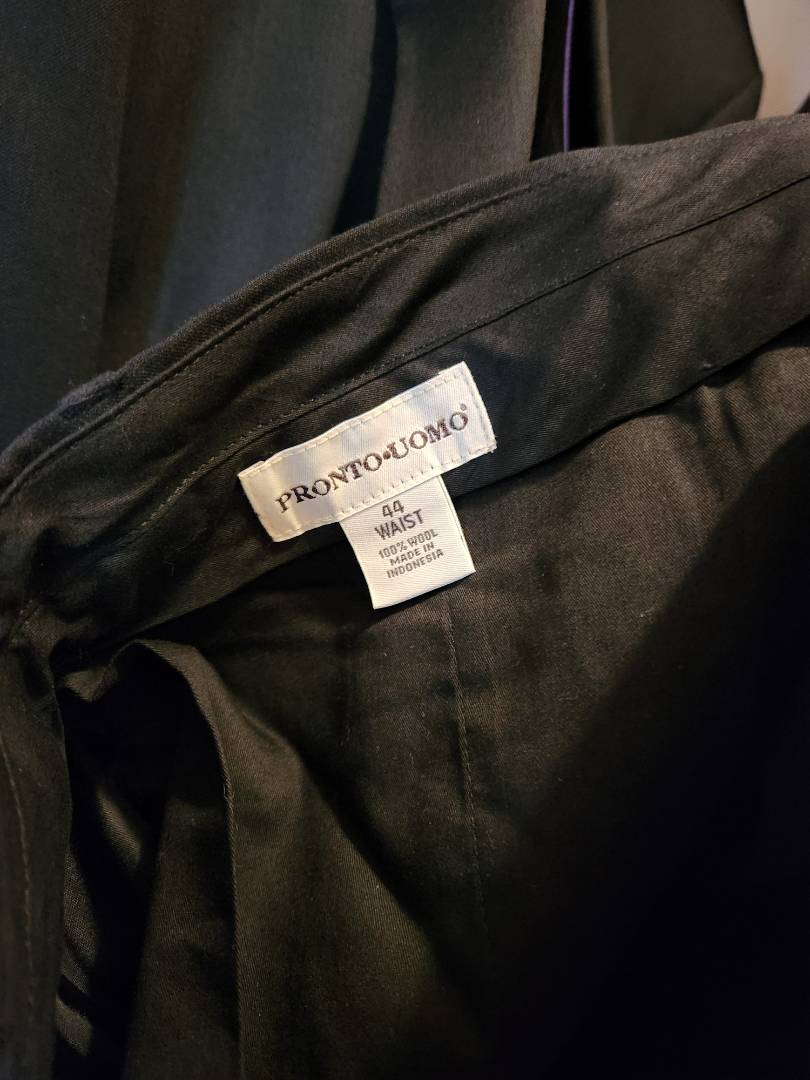 PRONTO•UOMO®
44
WAIST
100% WOOL
MADE IN
INDONESIA